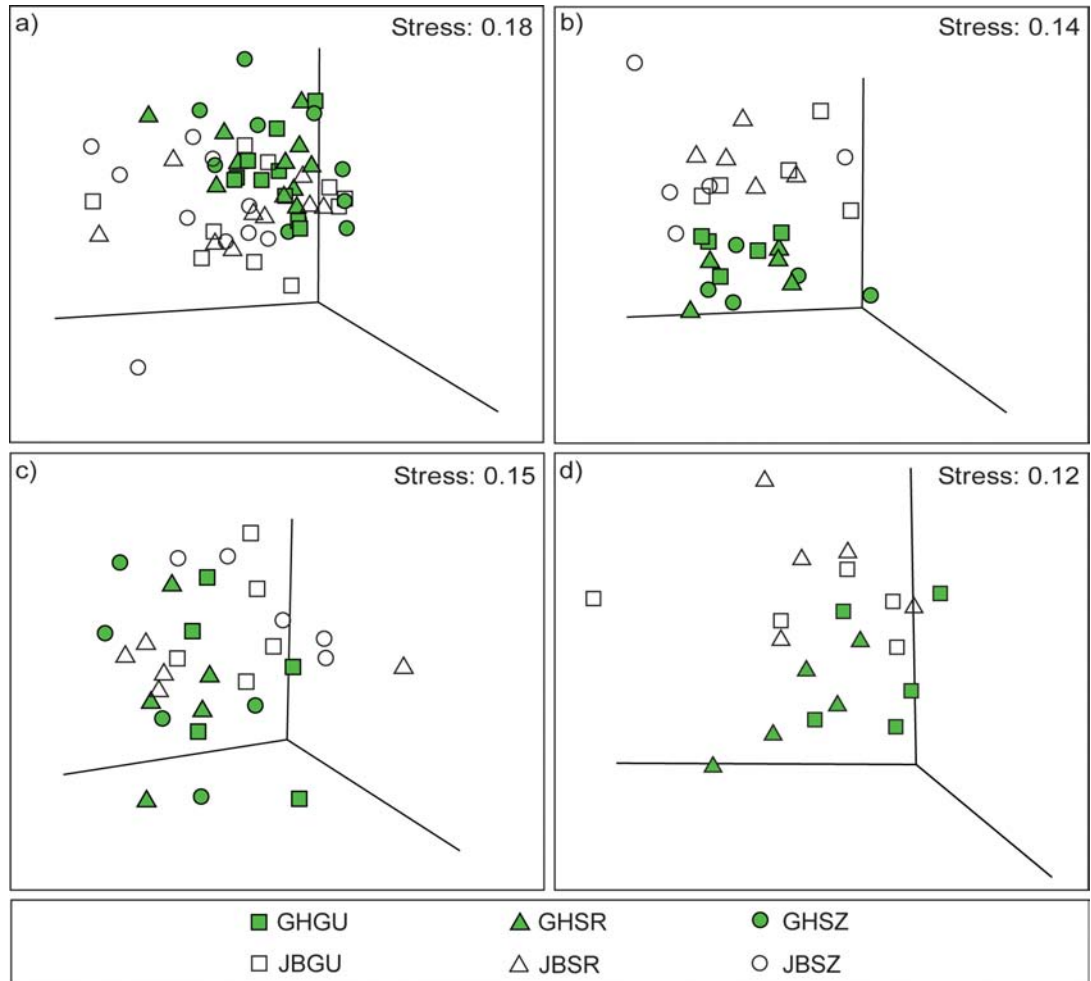 a) Stress: 0.18
b) Stress: 0.14
c) Stress: 0.15
d) Stress: 0.12
GHGU GHSR GHSZ
JBGU JBSR JBSZ